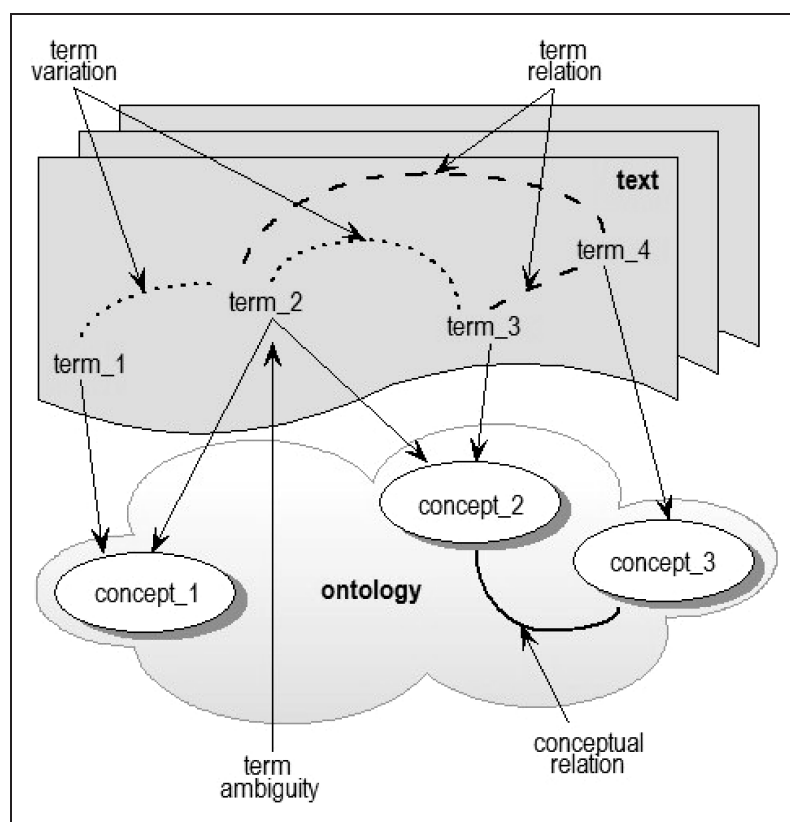 term
variation
term
relation
text
term_4
term_2
term_3
term_1
concept_2
concept_3
concept_1
ontology
term
ambiguity
conceptual
relation